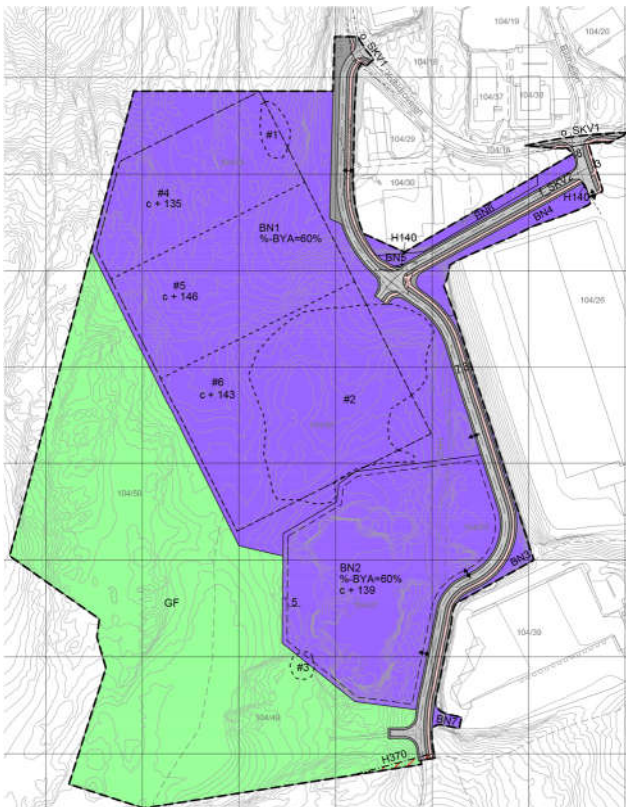 104/19
104/20
o_SKV1
104/18
104/37
104/38
o_SKV1
104/29
104/18
#1
104/30
f_SKV2
#4
c + 135
BN6
H140
BN4
BN1
%-BYA=60%
H140
BN5
#5
c + 146
104/26
#6
c + 143
#2
104/50
BN2
%-BYA=60%
c + 139
BN3
GF
5
104/39
#3
104/49
BN7
H370